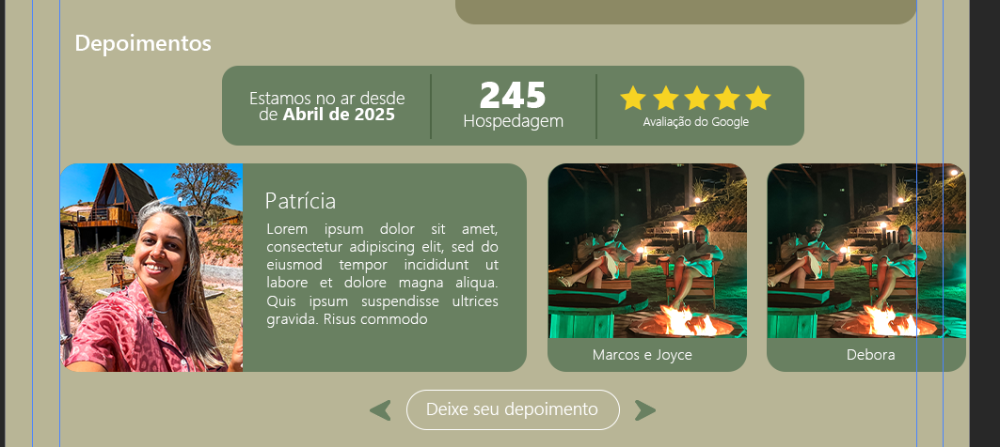 Depoimentos
Estamos no ar desde
de Abril de 2025
245
Hospedagem
Avaliação do Google
Patrícia
Lorem ipsum dolor sit amet,
consectetur adipiscing elit, sed do
eiusmod tempor incididunt ut
labore et dolore magna aliqua.
Quis ipsum suspendisse ultrices
gravida. Risus commodo
Marcos e Joyce
Debora
Deixe seu depoimento